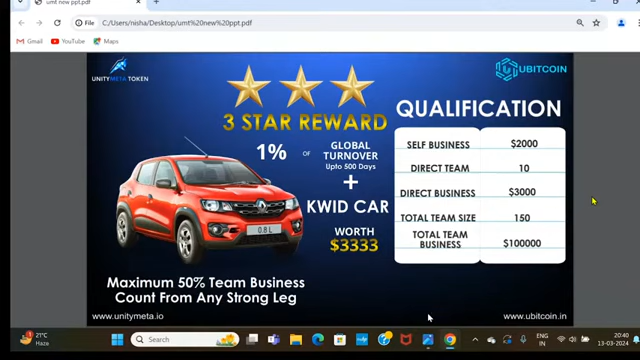 umt new ppt.pdf
File
C:/Users/nisha/Desktop/umt%20new%20ppt.pdf
Gmail
YouTube
Maps
UNITYMETA TOKEN
UBITCOIN
3 STAR REWARD
1% OF GLOBAL TURNOVER
Upto 500 Days
+
KWID CAR
WORTH
$3333
0.8L
Maximum 50% Team Business
Count From Any Strong Leg
QUALIFICATION
SELF BUSINESS $2000
DIRECT TEAM 10
DIRECT BUSINESS $3000
TOTAL TEAM SIZE 150
TOTAL TEAM BUSINESS $100000
www.unitymeta.io
www.ubitcoin.in
21°C
Haze
Search
ENG
IN
20:40
13-03-2024